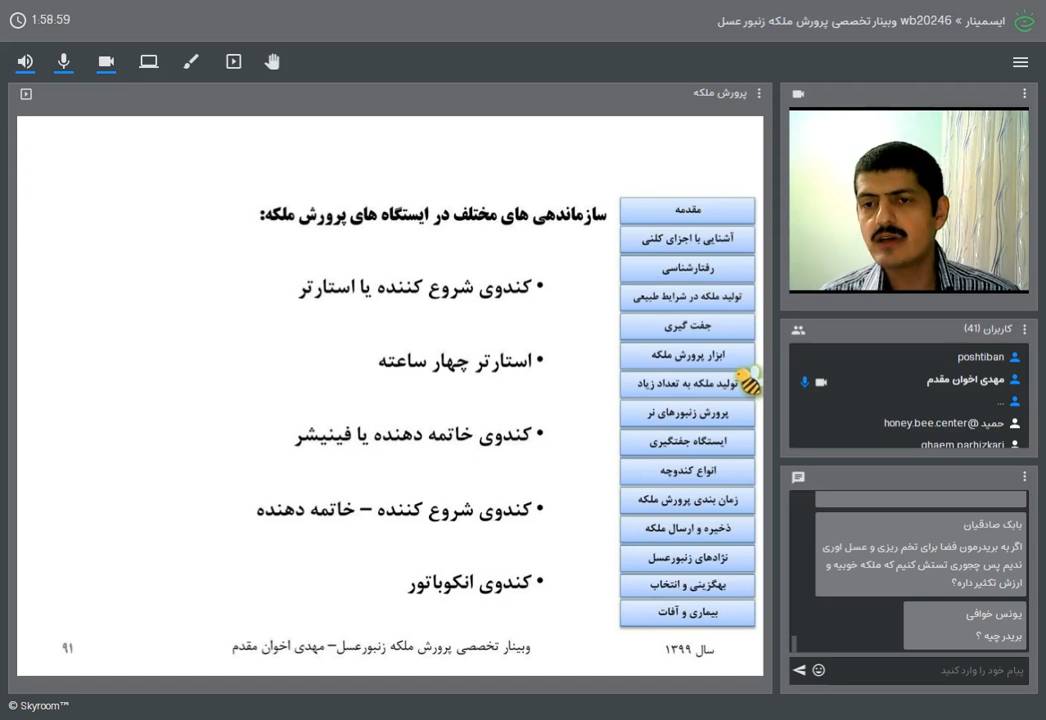 1:58:59
ایسمینار » wb20246 وبینار تخصصی پرورش ملکه زنبور عسل
پرورش ملکه
سازماندهی های مختلف در ایستگاه های پرورش ملکه:
• کندوی شروع کننده یا استارتر
• استارتر چهار ساعته
• کندوی خاتمه دهنده یا فینیشر
• کندوی شروع کننده – خاتمه دهنده
• کندوی انکوباتور
مقدمه
آشنایی با اجزای کلنی
رفتارشناسی
تولید ملکه در شرایط طبیعی
جفت گیری
ابزار پرورش ملکه
تولید ملکه به تعداد زیاد
پرورش زنبورهای نر
ایستگاه جفتگیری
انواع کندوچه
زمان بندی پرورش ملکه
ذخیره و ارسال ملکه
نژادهای زنبورعسل
بهگزینی و انتخاب
بیماری و آفات
سال ۱۳۹۹
وبینار تخصصی پرورش ملکه زنبورعسل– مهدی اخوان مقدم
۹۱
کاربران (41)
poshtiban
مهدی اخوان مقدم
...
حمید @honey.bee.center
ghaem parhizkari
بابک صادقیان
اگر به بریدرمون فضا برای تخم ریزی و عسل اوری
ندیم پس چجوری تستش کنیم که ملکه خوبیه و
ارزش تکثیر داره؟
یونس خوافی
بریدر چیه ؟
پیام خود را وارد کنید
© Skyroom™